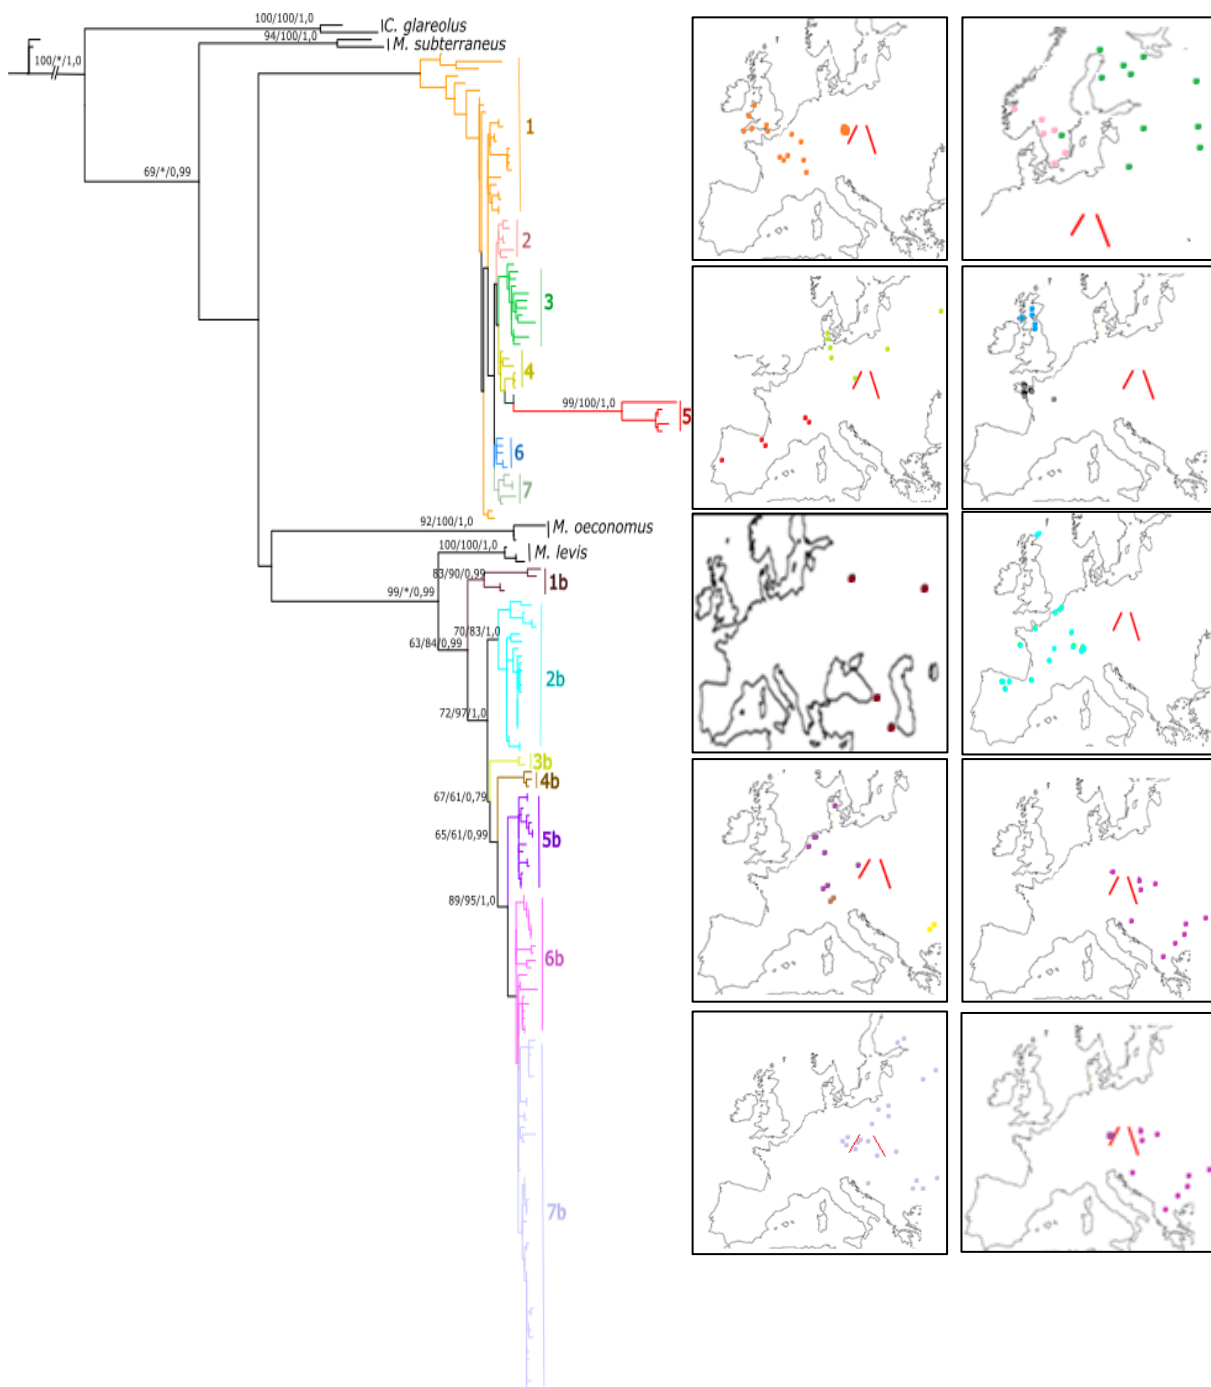 100/100/1,0
C. glareolus
94/100/1,0
M. subterraneus
100/*/1,0
1
69/*/0,99
2
3
4
99/100/1,0
5
6
7
92/100/1,0
M. oeconomus
100/100/1,0
M. levis
83/90/0,99
1b
99/*/0,99
70/83/1,0
63/84/0,99
2b
72/97/1,0
3b
4b
67/61/0,79
65/61/0,99
5b
89/95/1,0
6b
7b